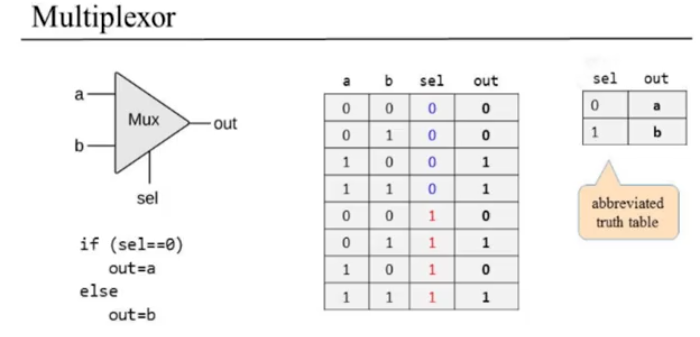 Multiplexor
a
b
Mux
out
sel
if (sel==0)
out=a
else
out=b
a b sel out
0 0 0 0
0 1 0 0
1 0 0 1
1 1 0 1
0 0 1 0
0 1 1 1
1 0 1 0
1 1 1 1
sel out
0 a
1 b
abbreviated
truth table